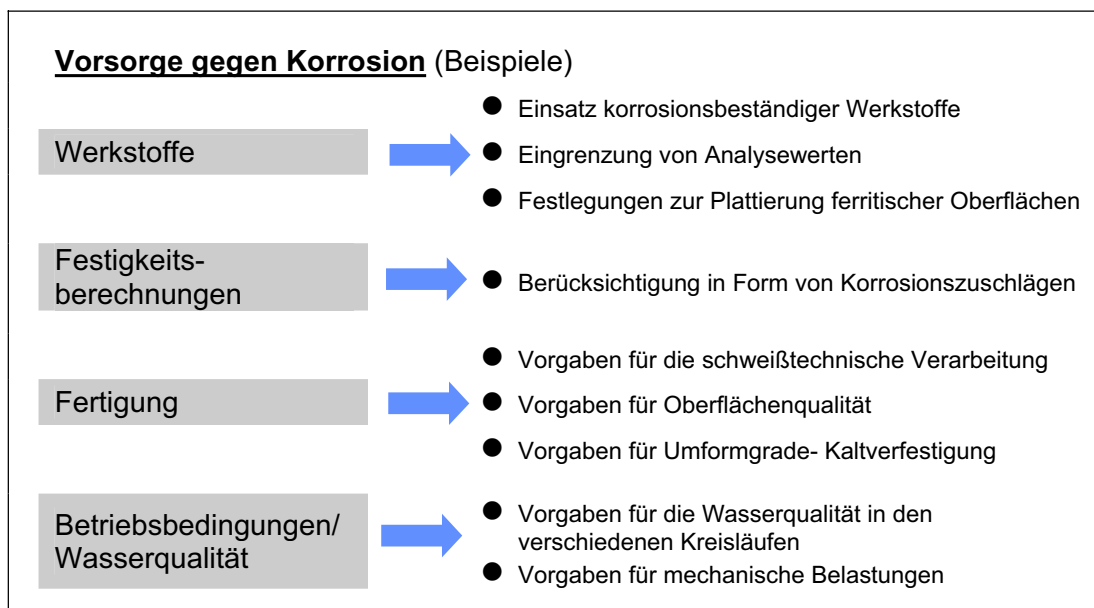 Vorsorge gegen Korrosion (Beispiele)
Werkstoffe
● Einsatz korrosionsbeständiger Werkstoffe
● Eingrenzung von Analysewerten
● Festlegungen zur Plattierung ferritischer Oberflächen
Festigkeits-
berechnungen
● Berücksichtigung in Form von Korrosionszuschlägen
Fertigung
● Vorgaben für die schweißtechnische Verarbeitung
● Vorgaben für Oberflächenqualität
● Vorgaben für Umformgrade- Kaltverfestigung
Betriebsbedingungen/
Wasserqualität
● Vorgaben für die Wasserqualität in den
verschiedenen Kreisläufen
● Vorgaben für mechanische Belastungen